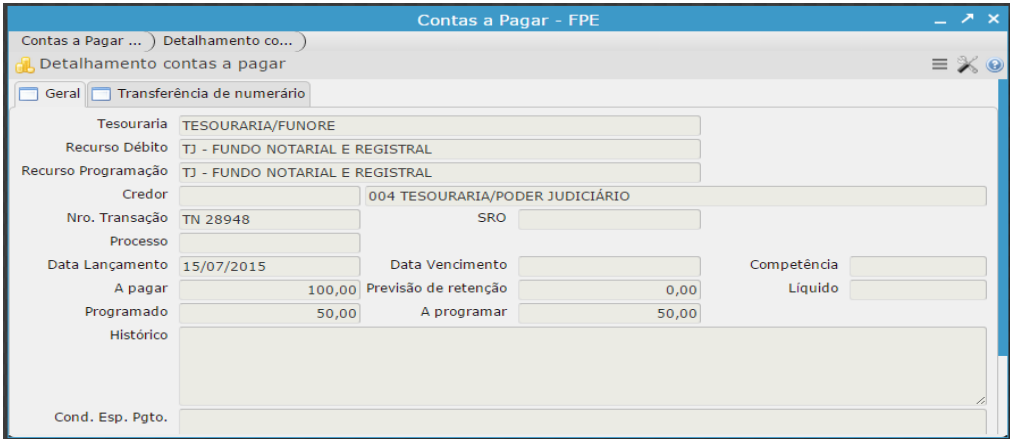 Contas a Pagar - FPE
Contas a Pagar ... Detalhamento co...
Detalhamento contas a pagar
Geral Transferência de numerário
Tesouraria TESOURARIA/FUNORE
Recurso Débito TJ - FUNDO NOTARIAL E REGISTRAL
Recurso Programação TJ - FUNDO NOTARIAL E REGISTRAL
Credor 004 TESOURARIA/PODER JUDICIÁRIO
Nro. Transação TN 28948 SRO
Processo
Data Lançamento 15/07/2015 Data Vencimento Competência
A pagar 100,00 Previsão de retenção 0,00 Líquido
Programado 50,00 A programar 50,00
Histórico
Cond. Esp. Pgto.